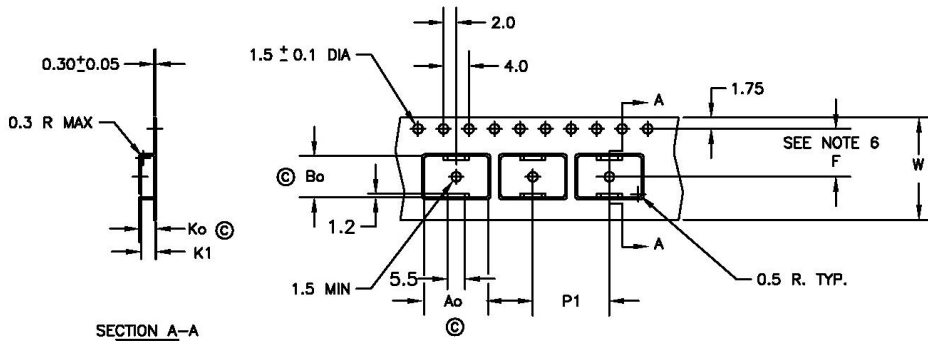 2.0
1.5 ± 0.1 DIA
4.0
0.30±0.05
A
1.75
0.3 R MAX
SEE NOTE 6
F
W
Ⓒ Bo
1.2
Ko Ⓒ
K1
A
5.5
1.5 MIN
Ao
P1
0.5 R. TYP.
Ⓒ
SECTION A-A